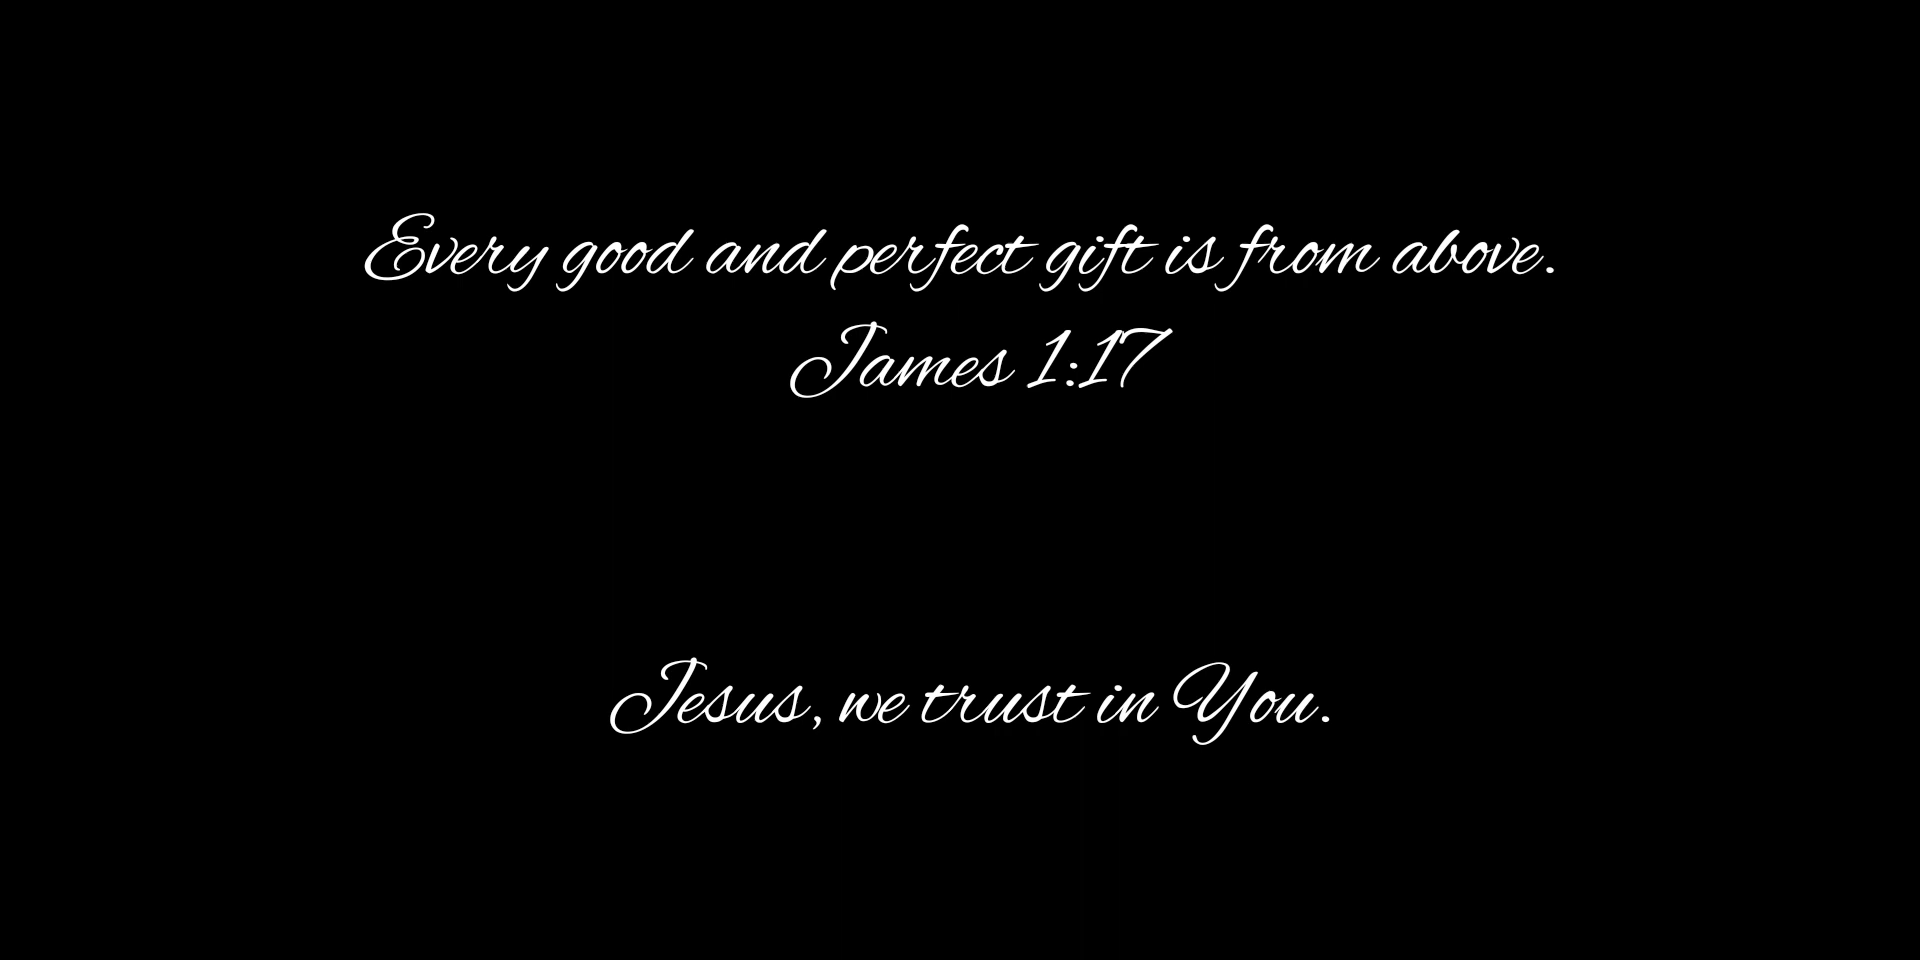 Every good and perfect gift is from above.
James 1:17
Jesus, we trust in You.